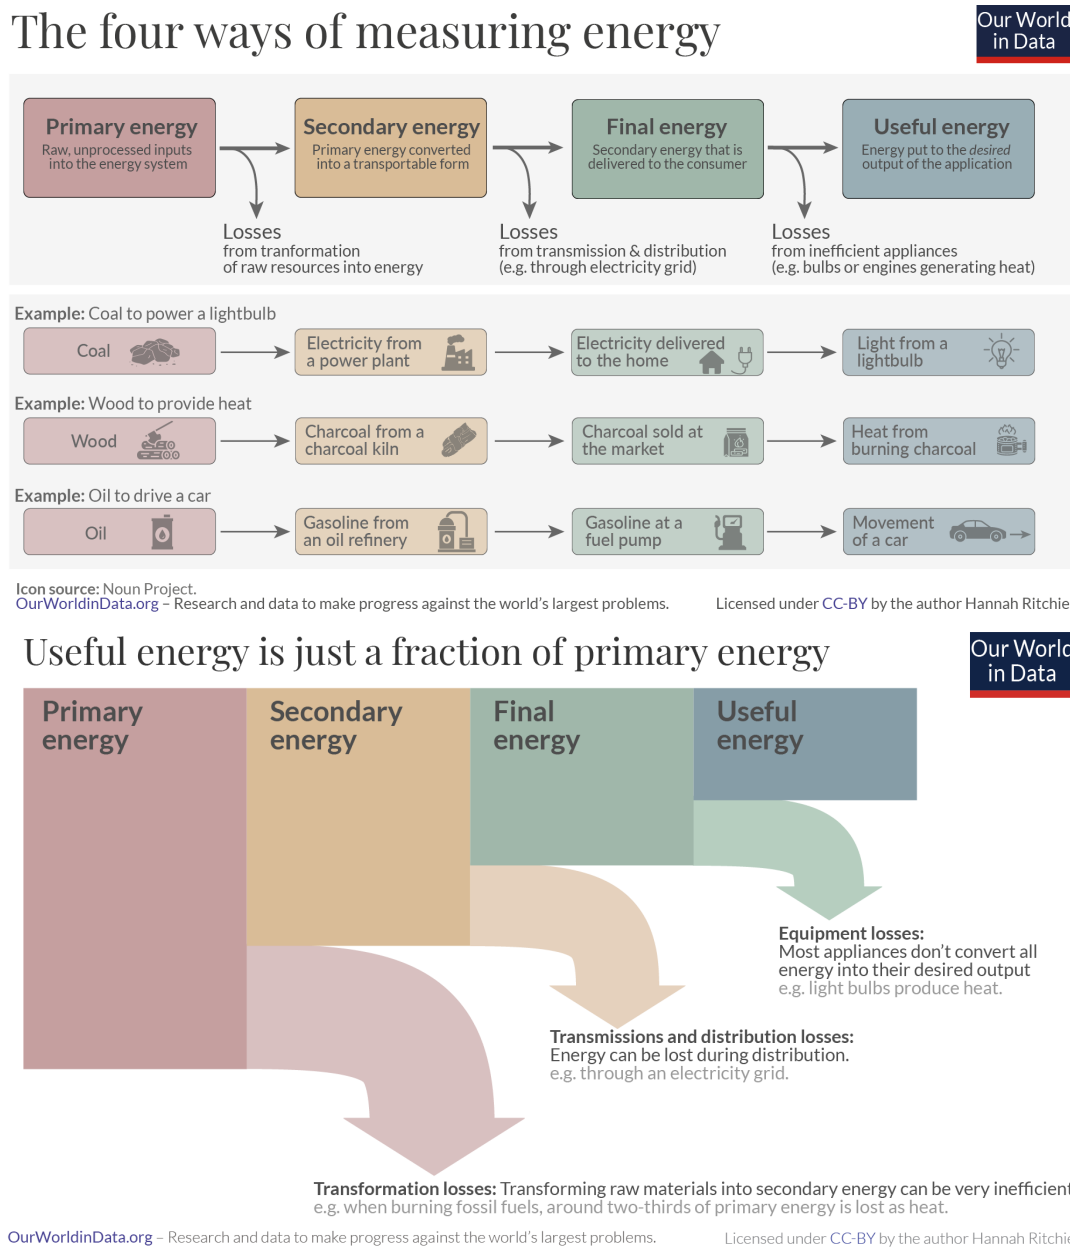 The four ways of measuring energy
Our World
in Data
Primary energy
Raw, unprocessed inputs
into the energy system
Secondary energy
Primary energy converted
into a transportable form
Final energy
Secondary energy that is
delivered to the consumer
Useful energy
Energy put to the desired
output of the application
Losses
from tranformation
of raw resources into energy
Losses
from transmission & distribution
(e.g. through electricity grid)
Losses
from inefficient appliances
(e.g. bulbs or engines generating heat)
Example: Coal to power a lightbulb
Coal
Electricity from
a power plant
Electricity delivered
to the home
Light from a
lightbulb
Example: Wood to provide heat
Wood
Charcoal from a
charcoal kiln
Charcoal sold at
the market
Heat from
burning charcoal
Example: Oil to drive a car
Oil
Gasoline from
an oil refinery
Gasoline at a
fuel pump
Movement
of a car
Icon source: Noun Project.
OurWorldinData.org – Research and data to make progress against the world's largest problems.
Licensed under CC-BY by the author Hannah Ritchie
Useful energy is just a fraction of primary energy
Our World
in Data
Primary
energy
Secondary
energy
Final
energy
Useful
energy
Equipment losses:
Most appliances don't convert all
energy into their desired output
e.g. light bulbs produce heat.
Transmissions and distribution losses:
Energy can be lost during distribution.
e.g. through an electricity grid.
Transformation losses: Transforming raw materials into secondary energy can be very inefficient
e.g. when burning fossil fuels, around two-thirds of primary energy is lost as heat.
OurWorldinData.org – Research and data to make progress against the world's largest problems.
Licensed under CC-BY by the author Hannah Ritchie